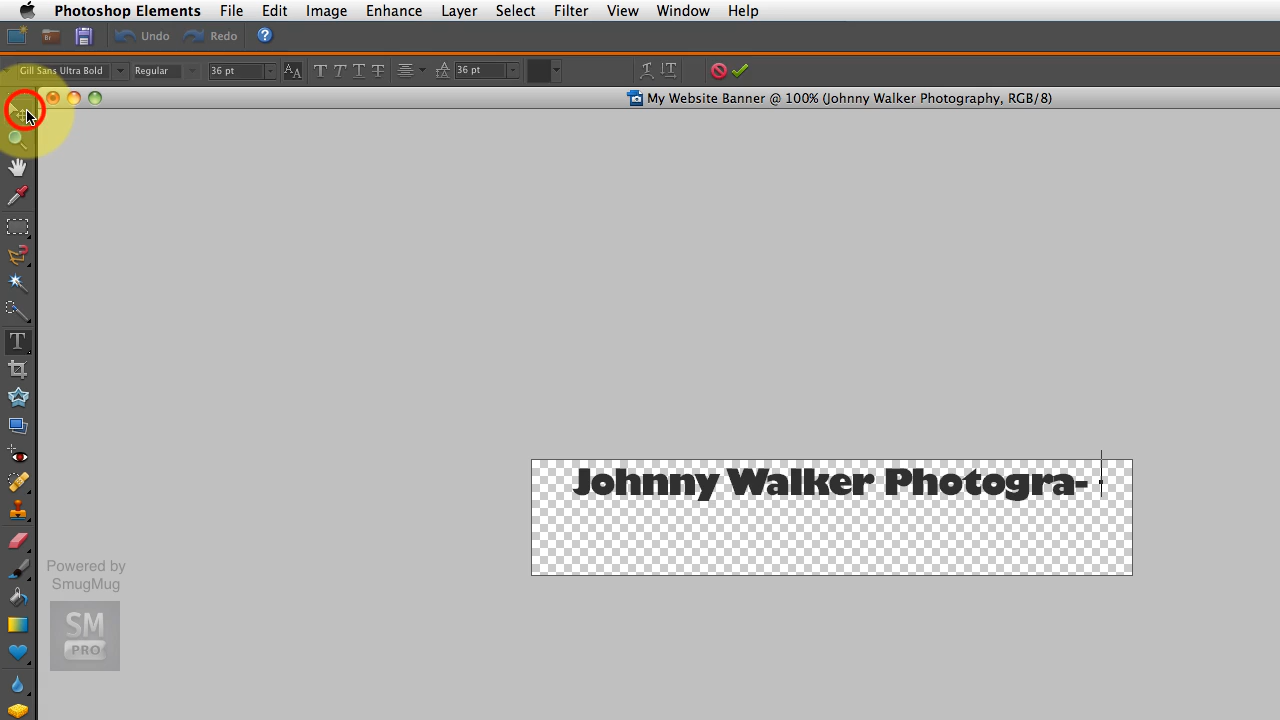 Photoshop Elements File Edit Image Enhance Layer Select Filter View Window Help
Br Undo Redo ?
Gill Sans Ultra Bold Regular 36 pt AA T T T T 36 pt T T
My Website Banner @ 100% (Johnny Walker Photography, RGB/8)
T
Johnny Walker Photogra-
Powered by
SmugMug
SM
PRO